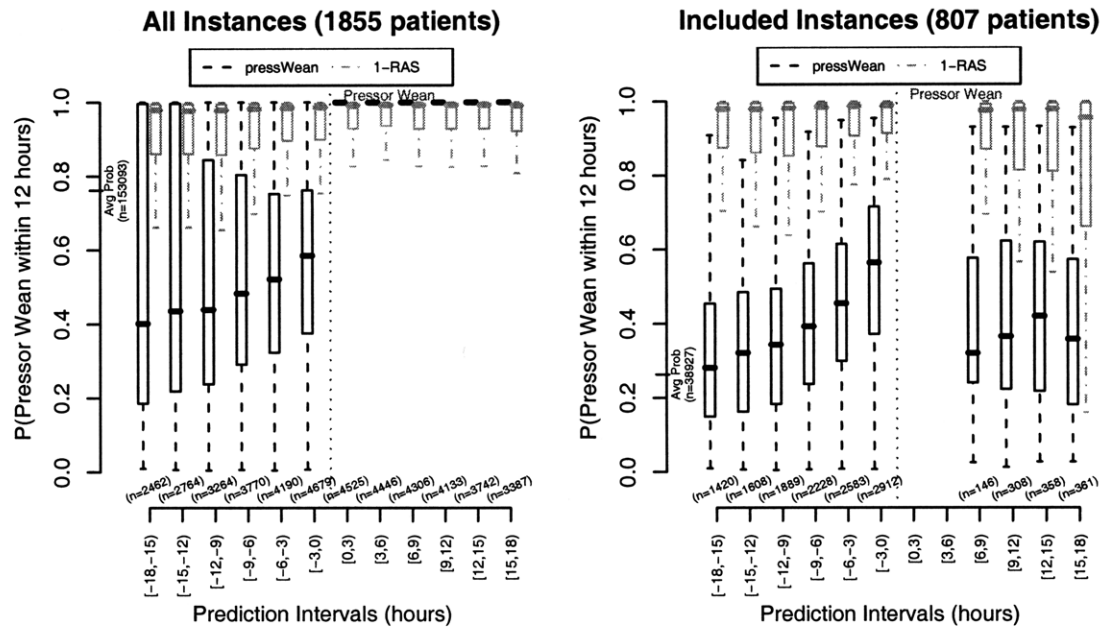 All Instances (1855 patients)
pressWean 1-RAS
Pressor Wean
P(Pressor Wean within 12 hours)
1.0
0.8
0.6
0.4
0.2
0.0
Avg Prob
(n=153093)
(n=2462)
(n=2764)
(n=3264)
(n=3770)
(n=4190)
(n=4679)
(n=4525)
(n=4446)
(n=4306)
(n=4133)
(n=3742)
(n=3387)
[-18,-15)
[-15,-12)
[-12,-9)
[-9,-6)
[-6,-3)
[-3,0)
[0,3)
[3,6)
[6,9)
[9,12)
[12,15)
[15,18)
Prediction Intervals (hours)
Included Instances (807 patients)
pressWean 1-RAS
Pressor Wean
P(Pressor Wean within 12 hours)
1.0
0.8
0.6
0.4
0.2
0.0
Avg Prob
(n=38927)
(n=1420)
(n=1608)
(n=1889)
(n=2228)
(n=2583)
(n=2912)
(n=146)
(n=308)
(n=358)
(n=361)
[-18,-15)
[-15,-12)
[-12,-9)
[-9,-6)
[-6,-3)
[-3,0)
[0,3)
[3,6)
[6,9)
[9,12)
[12,15)
[15,18)
Prediction Intervals (hours)